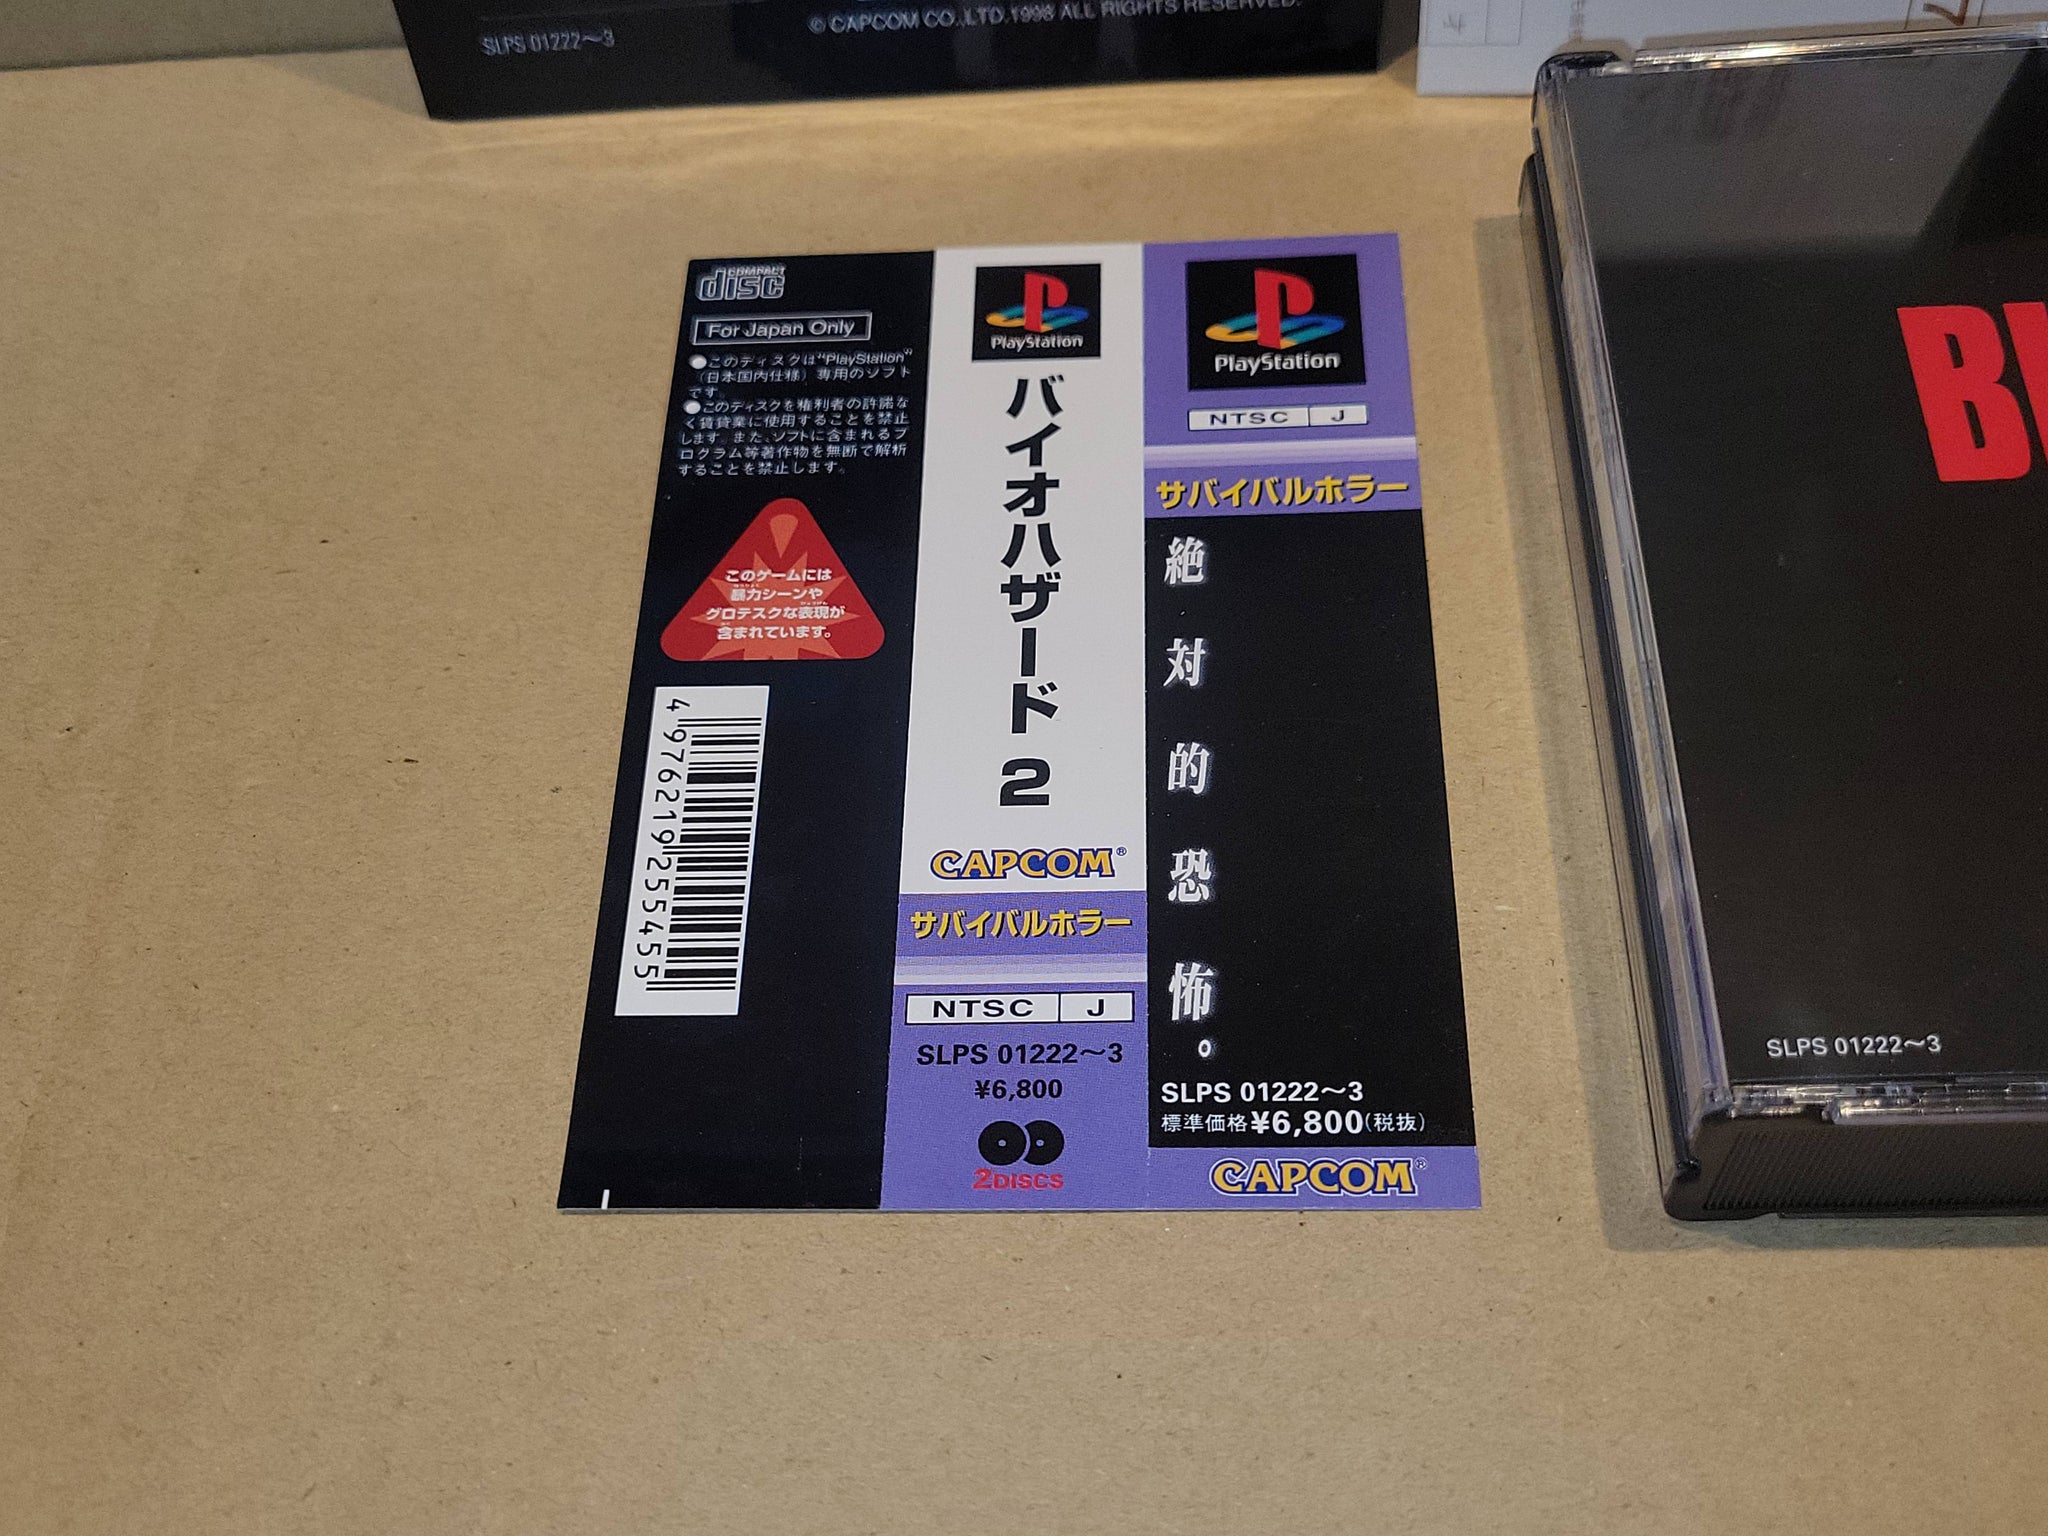 SLPS 01222～3
© CAPCOM CO.,LTD.1998 ALL RIGHTS RESERVED.
COMPACT
disc
For Japan Only
●このディスクは"PlayStation"
(日本国内仕様)専用のソフト
です。
●このディスクを権利者の許諾な
く賃貸業に使用することを禁止
します。また、ソフトに含まれるプ
ログラム等著作物を無断で解析
することを禁止します。
このゲームには
暴力シーンや
グロテスクな表現が
含まれています。
4976219255455
PlayStation
バイオハザード2
CAPCOM®
サバイバルホラー
NTSC J
SLPS 01222～3
¥6,800
2DISCS
PlayStation
NTSC J
サバイバルホラー
絶対的恐怖。
SLPS 01222～3
標準価格¥6,800(税抜)
CAPCOM®
SLPS 01222～3